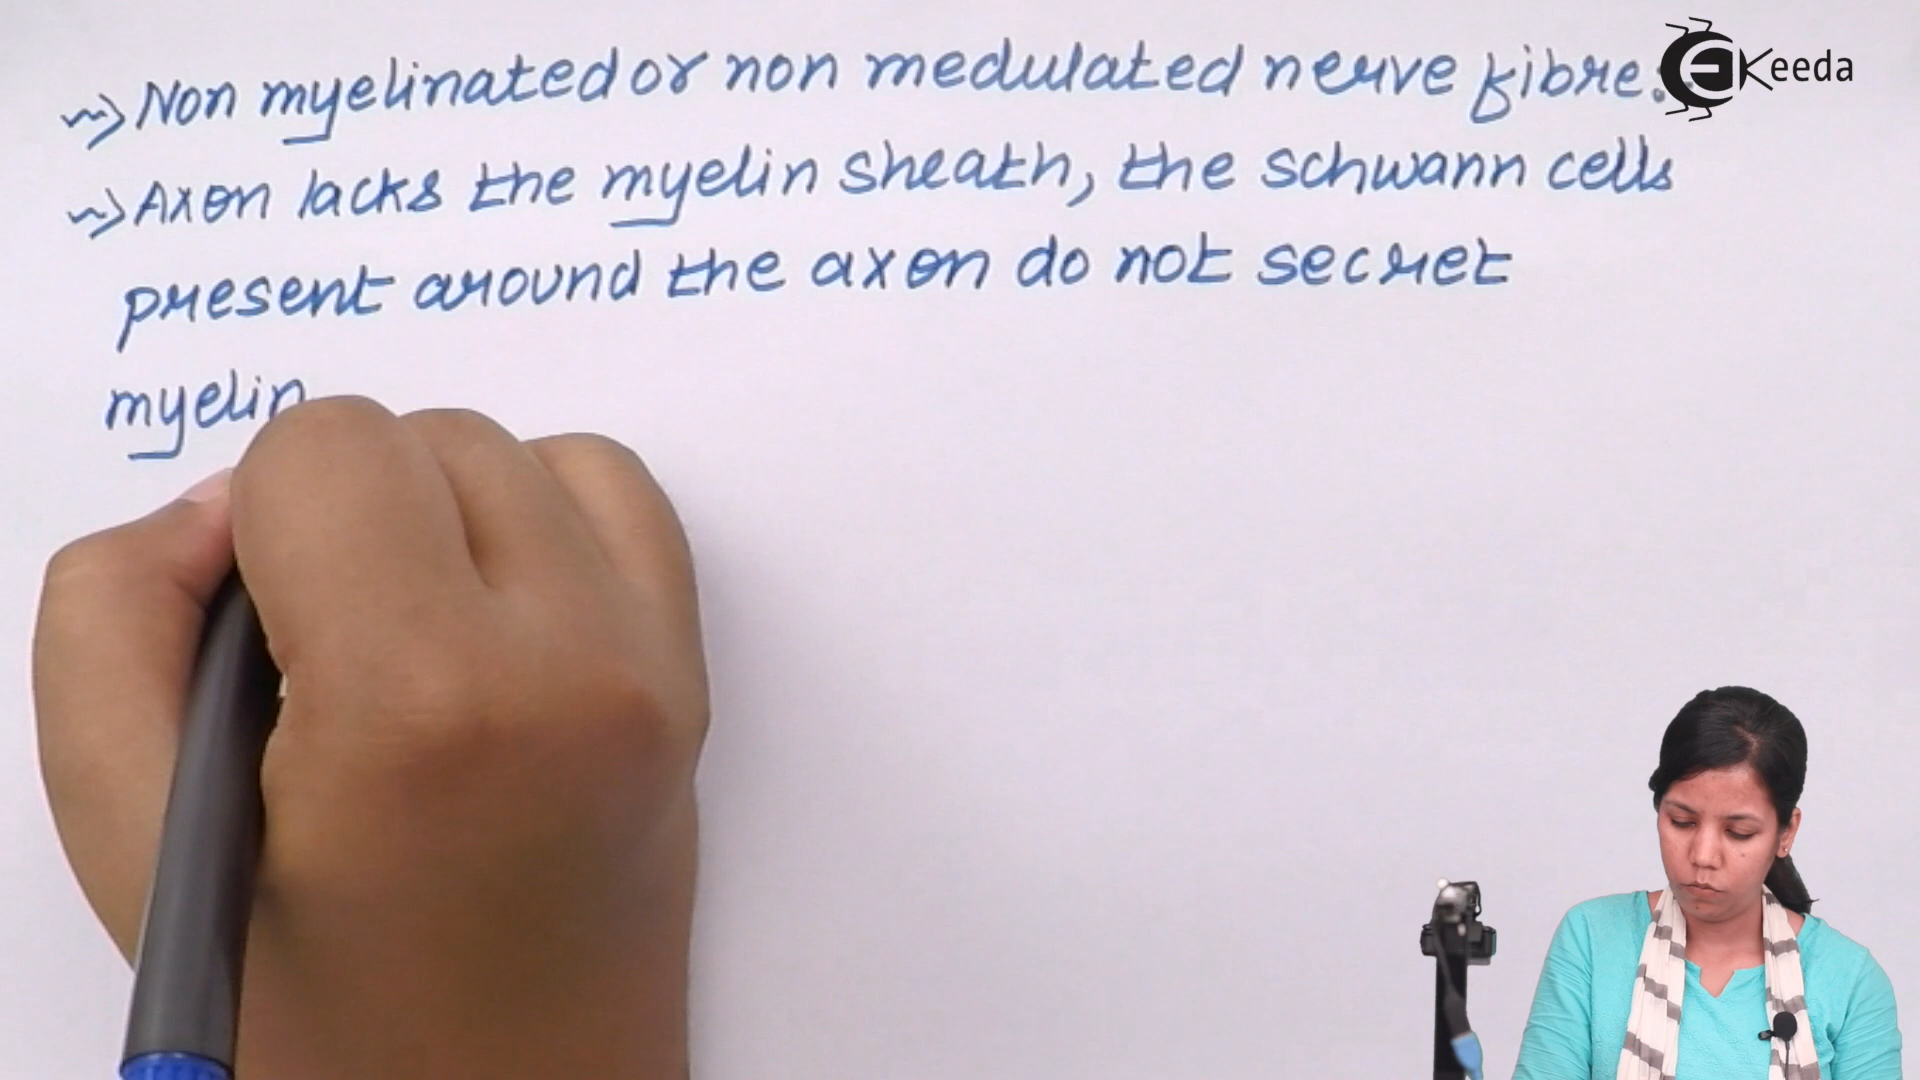 ~> Non myelinated or non medulated nerve fibre:
EKeeda
~> Axon lacks the myelin sheath, the schwann cells
present around the axon do not secret
myelin